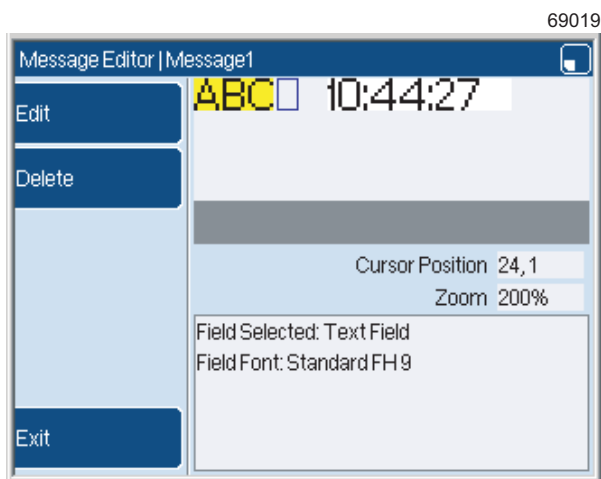 69019
Message Editor | Message1
Edit
ABC 10:44:27
Delete
Cursor Position 24,1
Zoom 200%
Field Selected: Text Field
Field Font: Standard FH 9
Exit